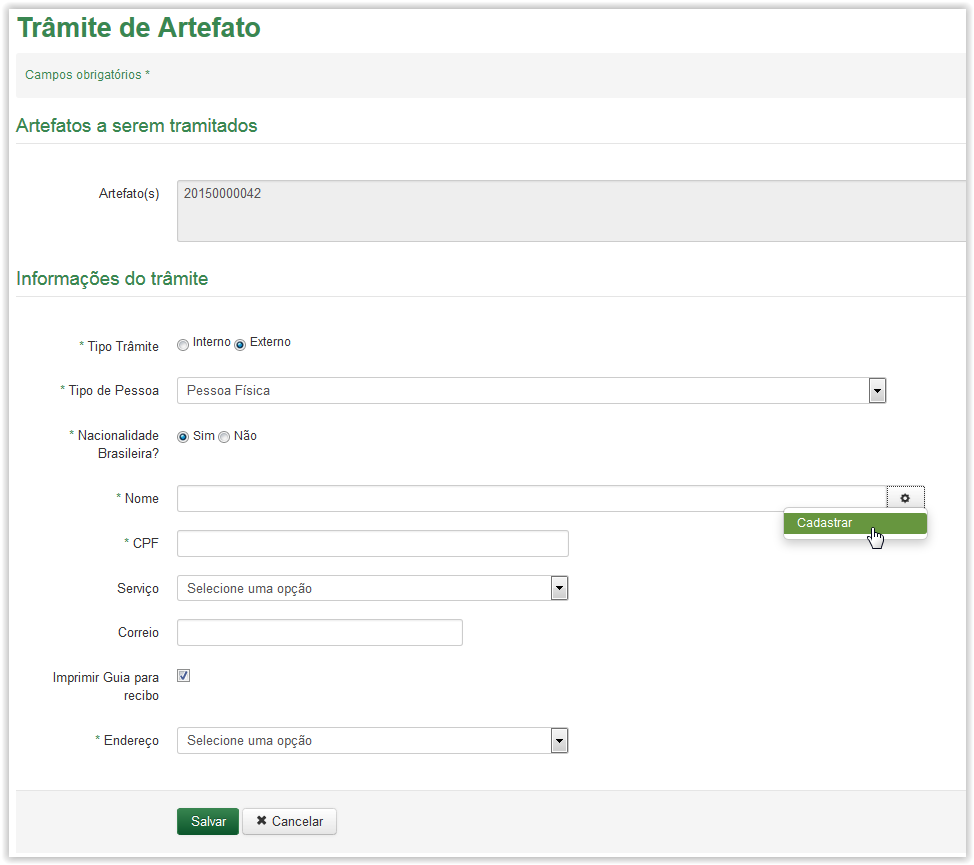 Trâmite de Artefato
Campos obrigatórios *
Artefatos a serem tramitados
Artefato(s) 20150000042
Informações do trâmite
* Tipo Trâmite Interno Externo
* Tipo de Pessoa Pessoa Física
* Nacionalidade
Brasileira? Sim Não
* Nome
Cadastrar
* CPF
Serviço Selecione uma opção
Correio
Imprimir Guia para
recibo
* Endereço Selecione uma opção
Salvar Cancelar